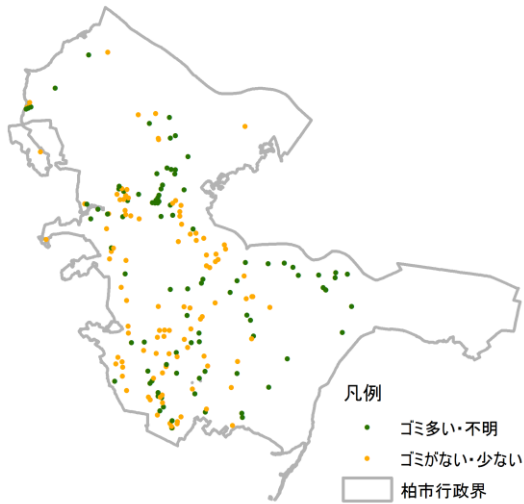 凡例
ゴミ多い・不明
ゴミがない・少ない
柏市行政界